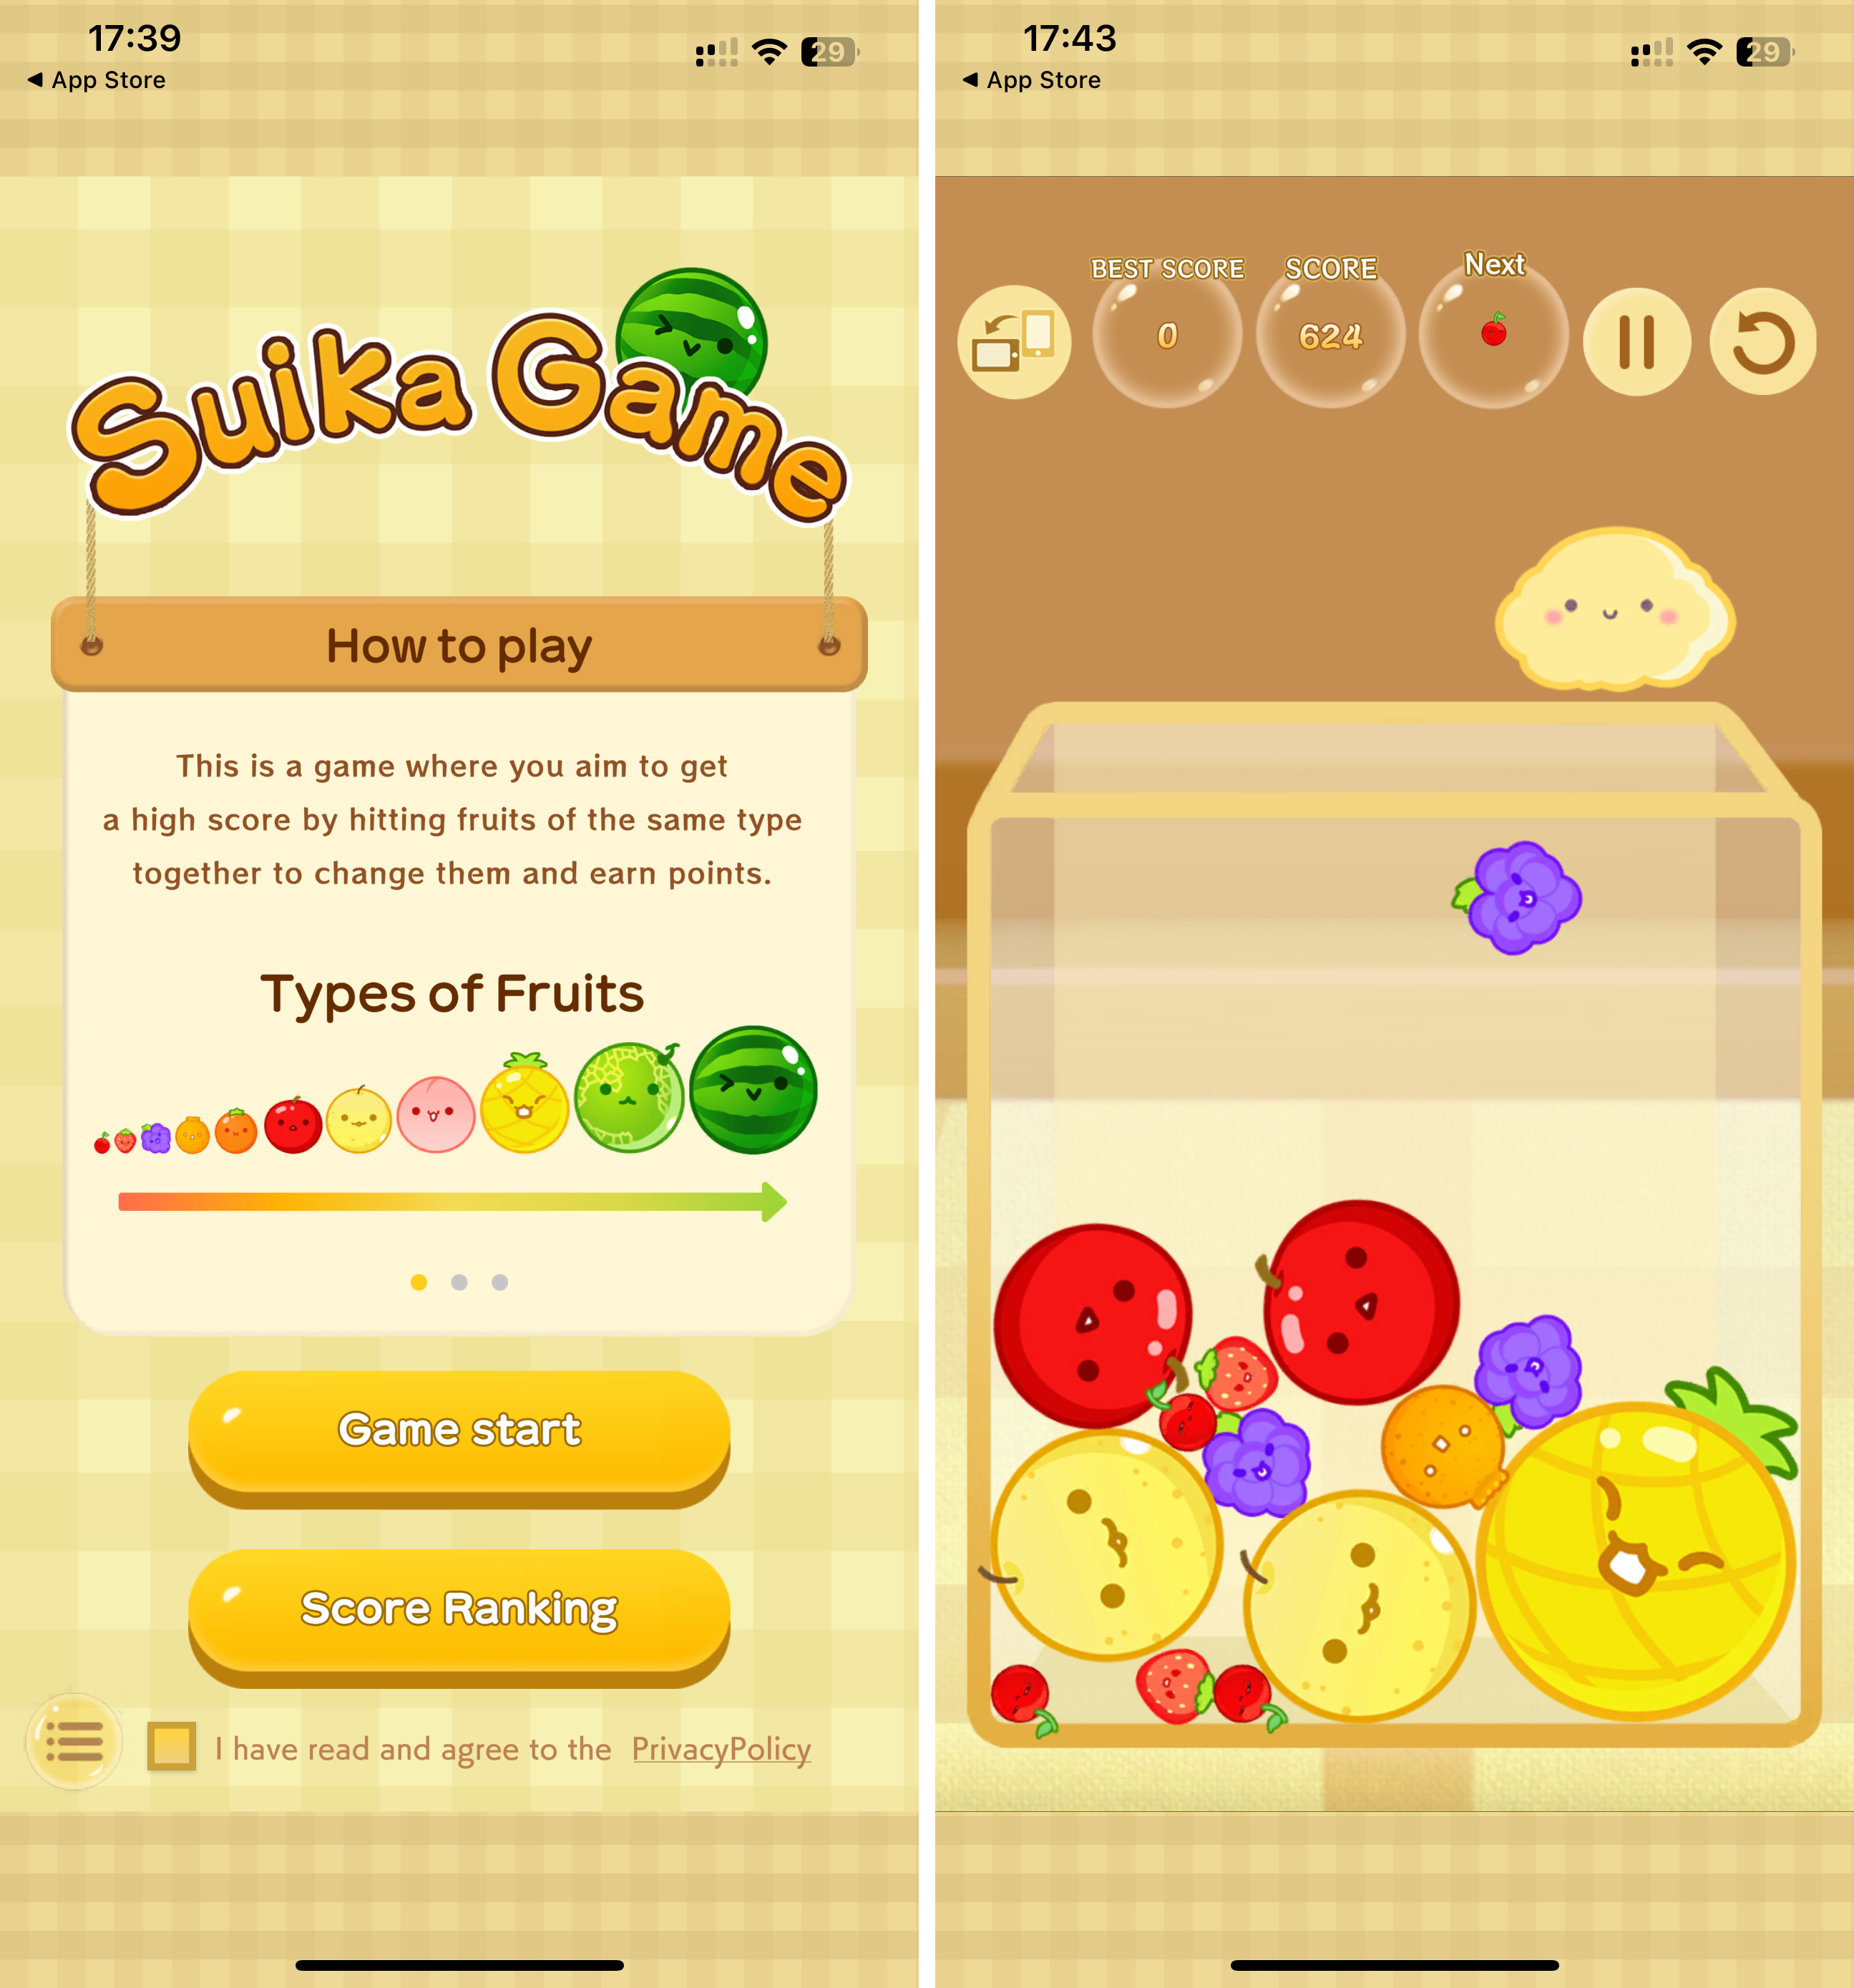 17:39
29
◀ App Store
Suika Game
How to play
This is a game where you aim to get
a high score by hitting fruits of the same type
together to change them and earn points.
Types of Fruits
Game start
Score Ranking
I have read and agree to the PrivacyPolicy
17:43
29
◀ App Store
BEST SCORE
SCORE
Next
0
624